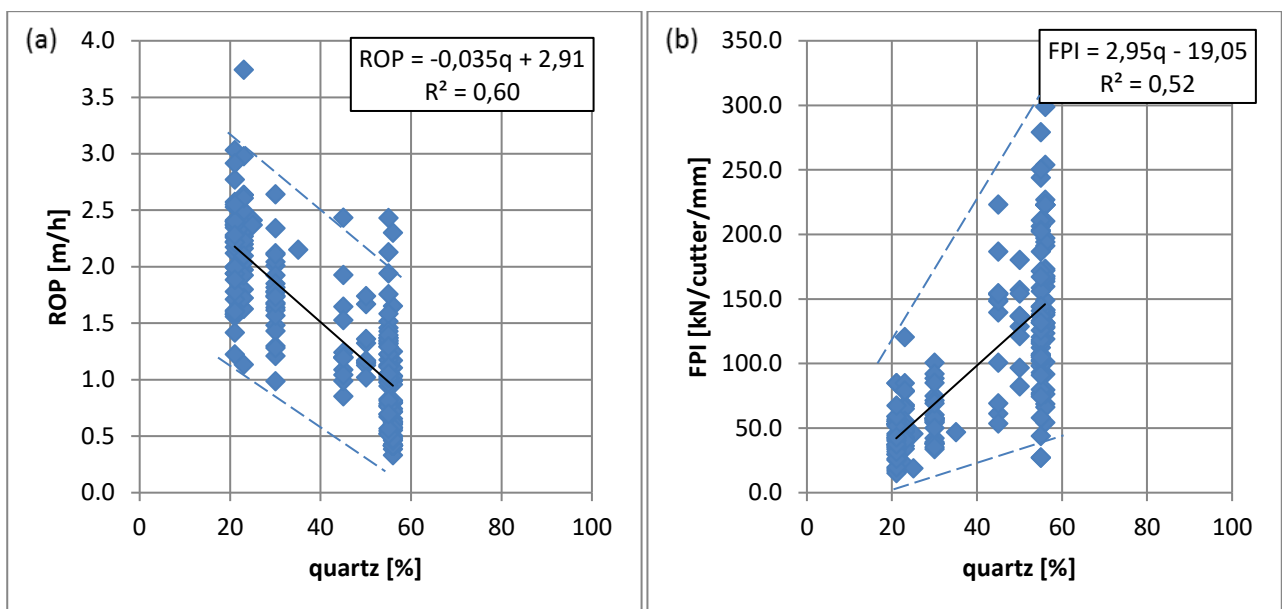 (a)
ROP = -0,035q + 2,91
R² = 0,60
4.0
3.5
3.0
2.5
2.0
1.5
1.0
0.5
0.0
ROP [m/h]
0 20 40 60 80 100
quartz [%]
(b)
FPI = 2,95q - 19,05
R² = 0,52
350.0
300.0
250.0
200.0
150.0
100.0
50.0
0.0
FPI [kN/cutter/mm]
0 20 40 60 80 100
quartz [%]